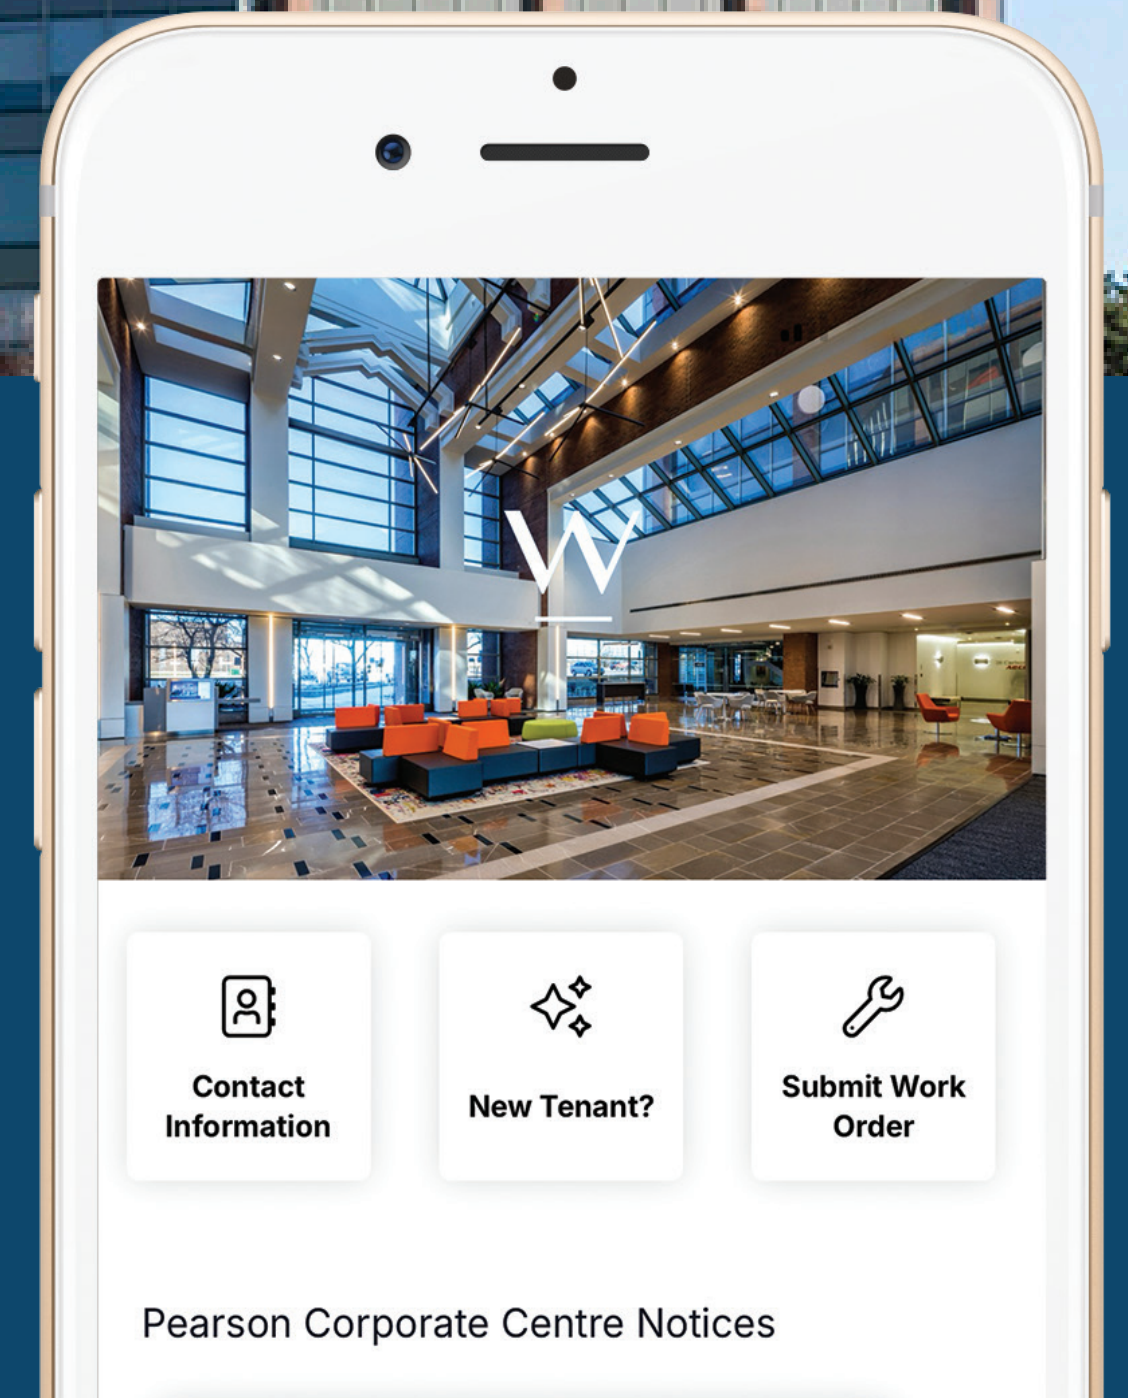 W
Contact
Information
New Tenant?
Submit Work
Order
Pearson Corporate Centre Notices